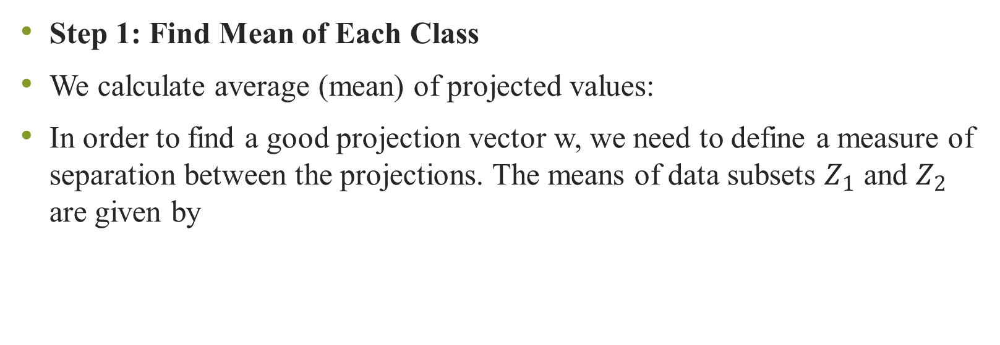 • Step 1: Find Mean of Each Class
• We calculate average (mean) of projected values:
• In order to find a good projection vector w, we need to define a measure of
separation between the projections. The means of data subsets 𝑍₁ and 𝑍₂
are given by